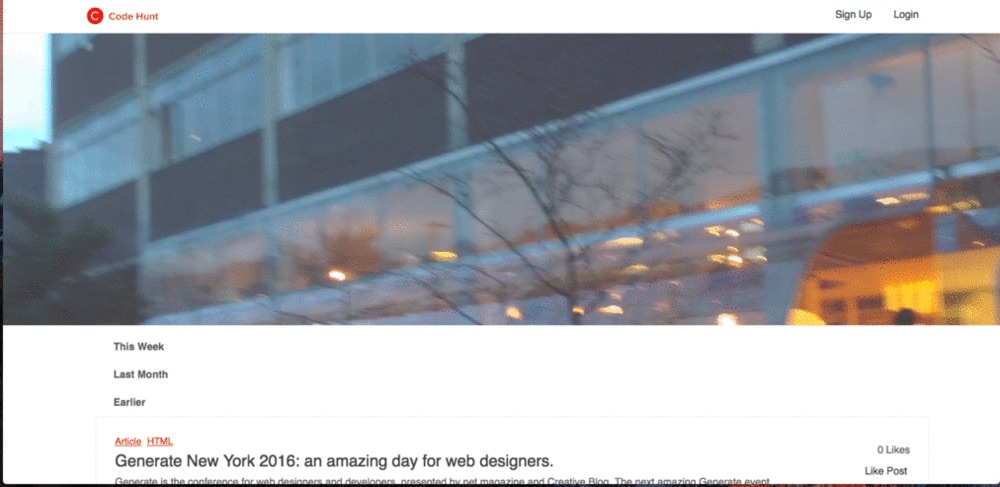 Code Hunt
Sign Up Login
This Week
Last Month
Earlier
Article HTML
0 Likes
Generate New York 2016: an amazing day for web designers.
Like Post
Generate is the conference for web designers and developers, presented by net magazine and Creative Blog. The next amazing Generate event